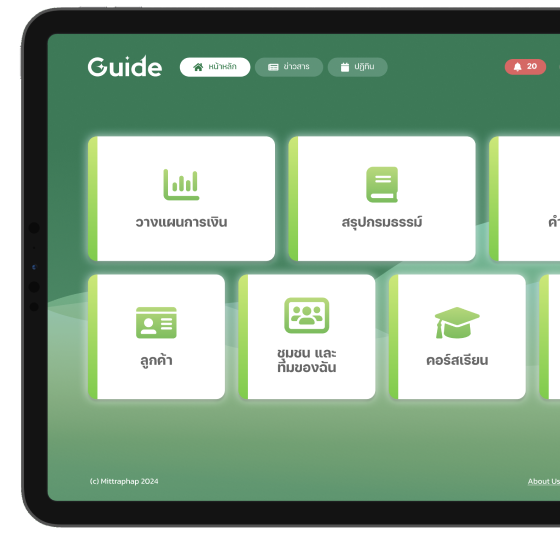 Guide
หน้าหลัก
ข่าวสาร
ปฏิทิน
20
วางแผนการเงิน
สรุปกรมธรรม์
ลูกค้า
ชุมชน และ
ทีมของฉัน
คอร์สเรียน
(c) Mittraphap 2024
About Us